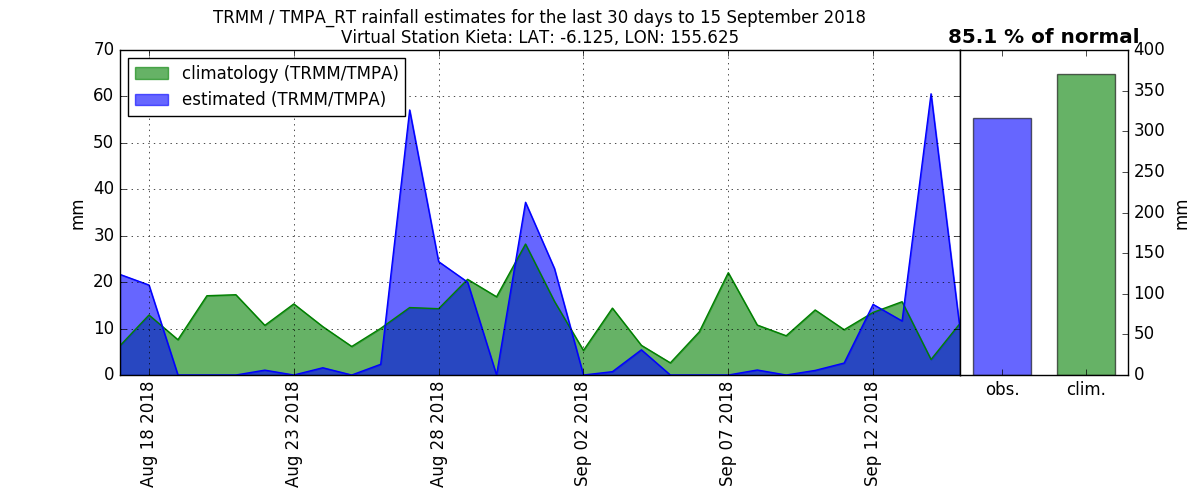 TRMM / TMPA_RT rainfall estimates for the last 30 days to 15 September 2018
Virtual Station Kieta: LAT: -6.125, LON: 155.625
85.1 % of normal
climatology (TRMM/TMPA)
estimated (TRMM/TMPA)
70
60
50
40
30
20
10
0
mm
Aug 18 2018
Aug 23 2018
Aug 28 2018
Sep 02 2018
Sep 07 2018
Sep 12 2018
obs.
clim.
400
350
300
250
200
150
100
50
0
mm